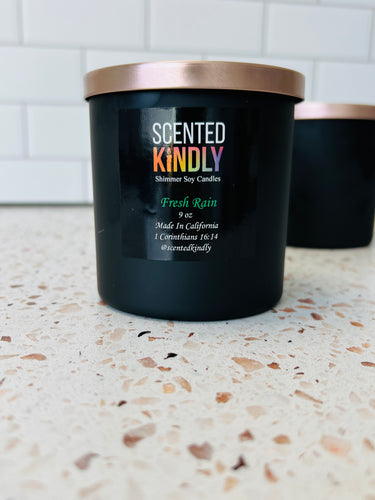 SCENTED
KINDLY
Shimmer Soy Candles
Fresh Rain
9 oz
Made In California
1 Corinthians 16:14
@scentedkindly